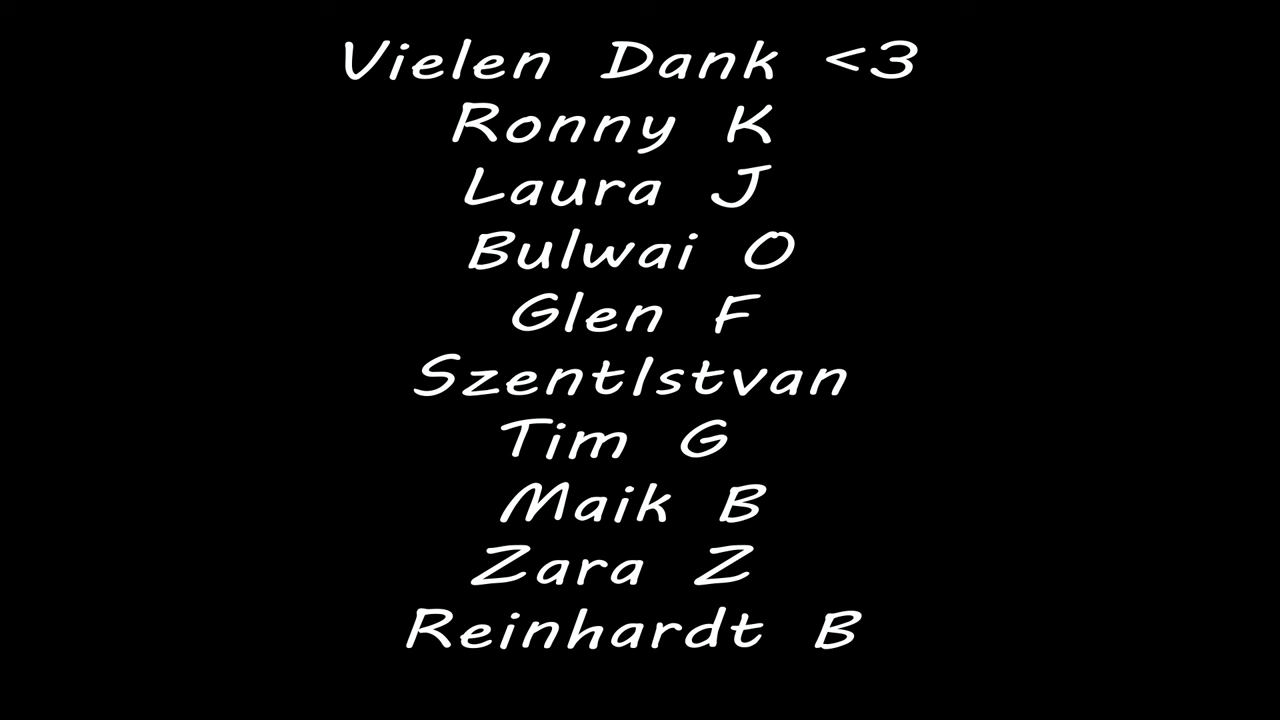 Vielen Dank <3
Ronny K
Laura J
Bulwai O
Glen F
SzentIstvan
Tim G
Maik B
Zara Z
Reinhardt B